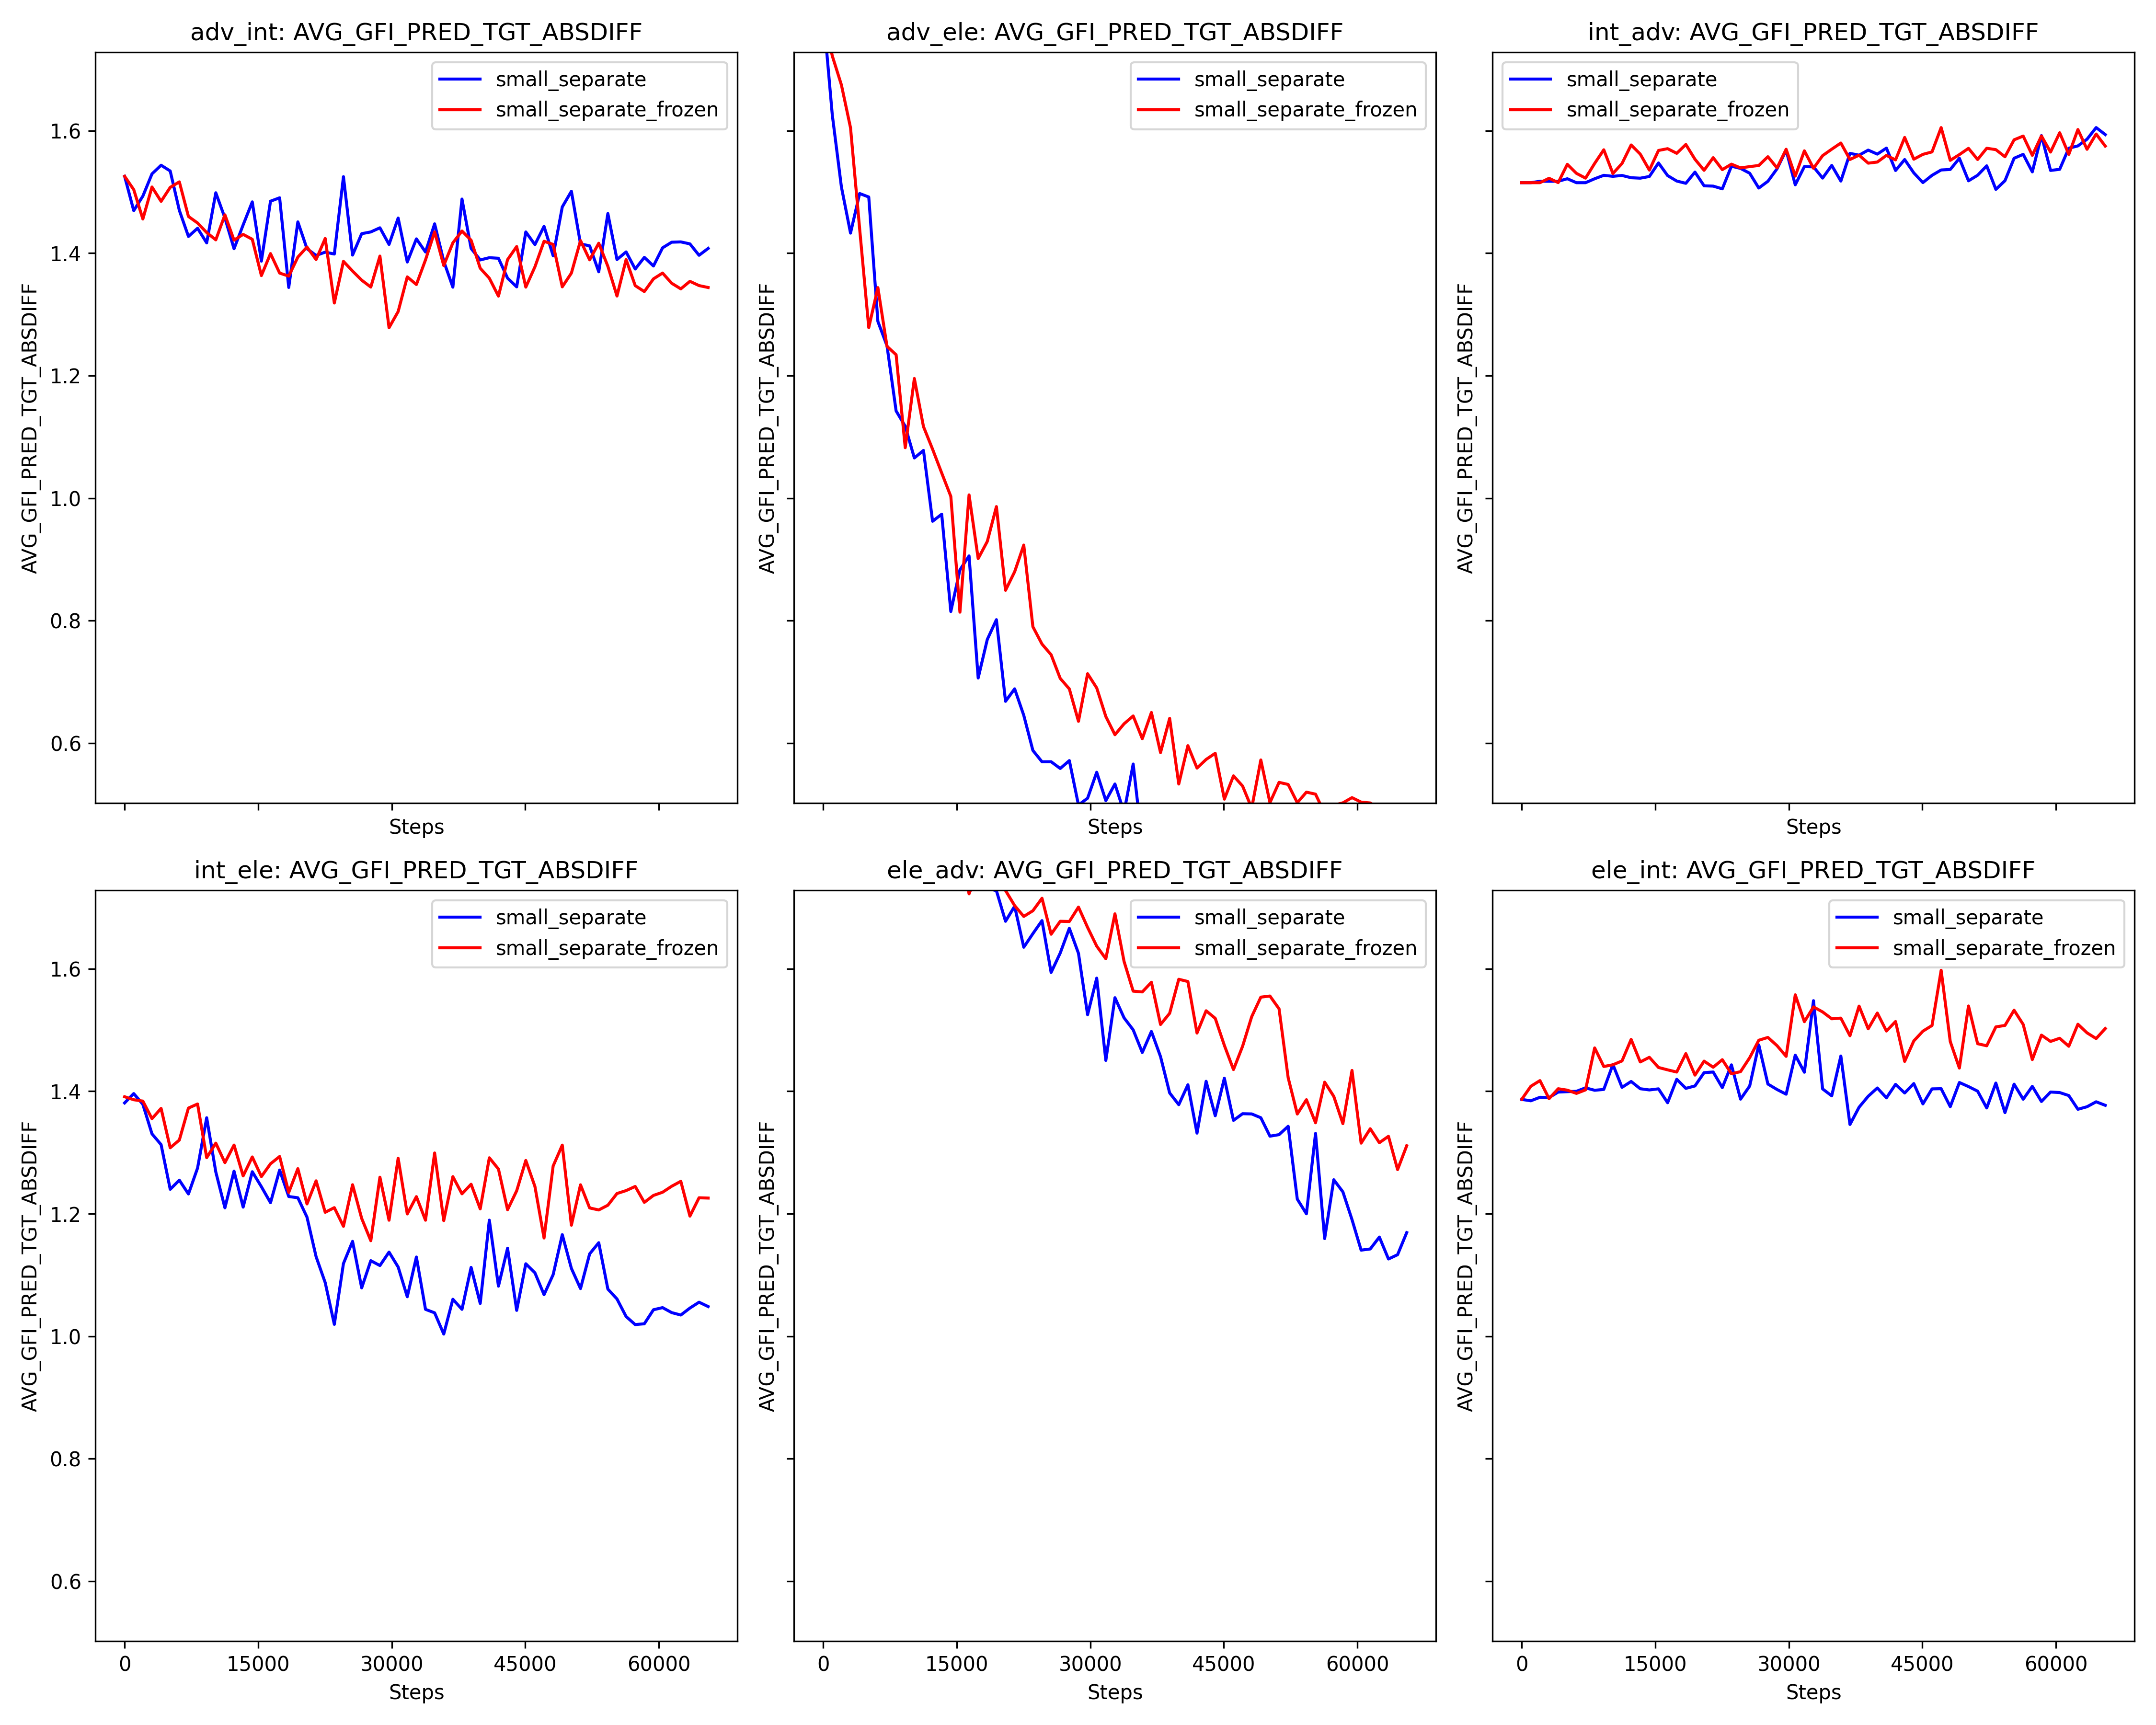 adv_int: AVG_GFI_PRED_TGT_ABSDIFF
adv_ele: AVG_GFI_PRED_TGT_ABSDIFF
int_adv: AVG_GFI_PRED_TGT_ABSDIFF
small_separate
small_separate_frozen
small_separate
small_separate_frozen
small_separate
small_separate_frozen
AVG_GFI_PRED_TGT_ABSDIFF
1.6
1.4
1.2
1.0
0.8
0.6
AVG_GFI_PRED_TGT_ABSDIFF
AVG_GFI_PRED_TGT_ABSDIFF
Steps
Steps
Steps
int_ele: AVG_GFI_PRED_TGT_ABSDIFF
ele_adv: AVG_GFI_PRED_TGT_ABSDIFF
ele_int: AVG_GFI_PRED_TGT_ABSDIFF
small_separate
small_separate_frozen
small_separate
small_separate_frozen
small_separate
small_separate_frozen
AVG_GFI_PRED_TGT_ABSDIFF
1.6
1.4
1.2
1.0
0.8
0.6
AVG_GFI_PRED_TGT_ABSDIFF
AVG_GFI_PRED_TGT_ABSDIFF
0 15000 30000 45000 60000
0 15000 30000 45000 60000
0 15000 30000 45000 60000
Steps
Steps
Steps